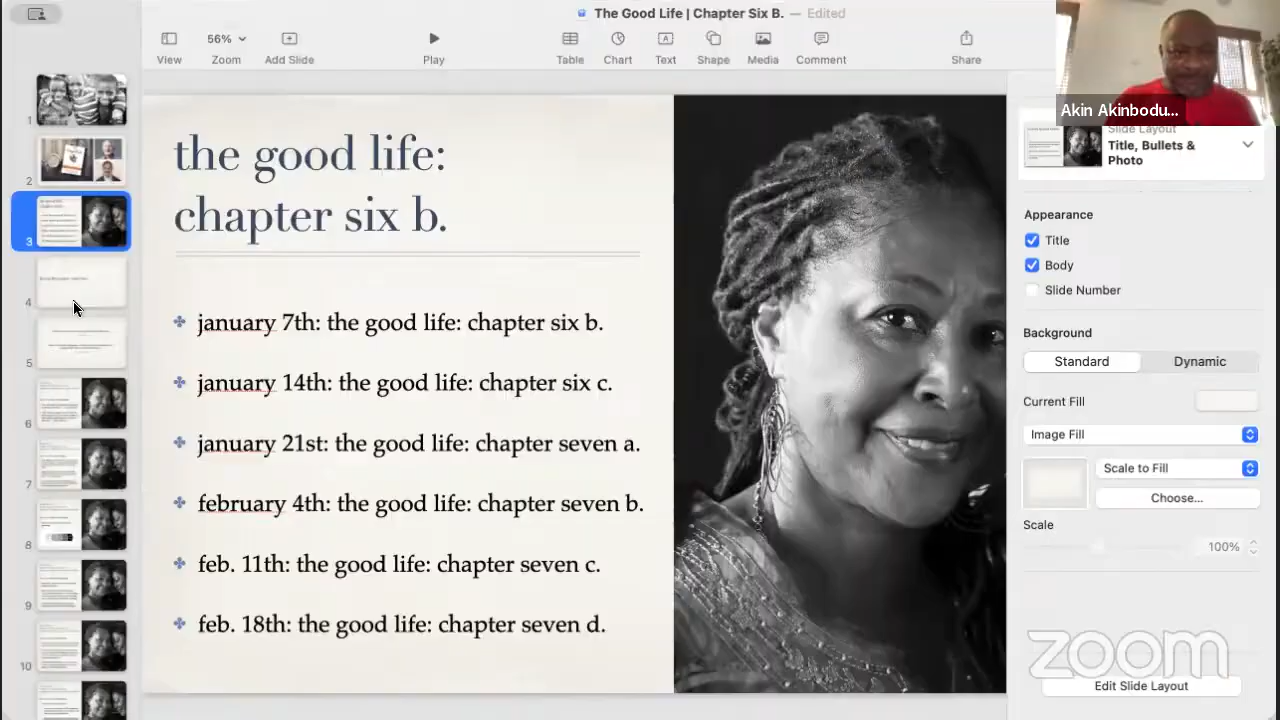 The Good Life | Chapter Six B. — Edited
View
56%
Zoom
Add Slide
Play
Table
Chart
Text
Shape
Media
Comment
Share
Akin Akinbodu...
1
2
3
4
5
6
7
8
9
10
the good life:
chapter six b.
january 7th: the good life: chapter six b.
january 14th: the good life: chapter six c.
january 21st: the good life: chapter seven a.
february 4th: the good life: chapter seven b.
feb. 11th: the good life: chapter seven c.
feb. 18th: the good life: chapter seven d.
Slide Layout
Title, Bullets &
Photo
Appearance
Title
Body
Slide Number
Background
Standard
Dynamic
Current Fill
Image Fill
Scale to Fill
Choose...
Scale
100%
zoom
Edit Slide Layout